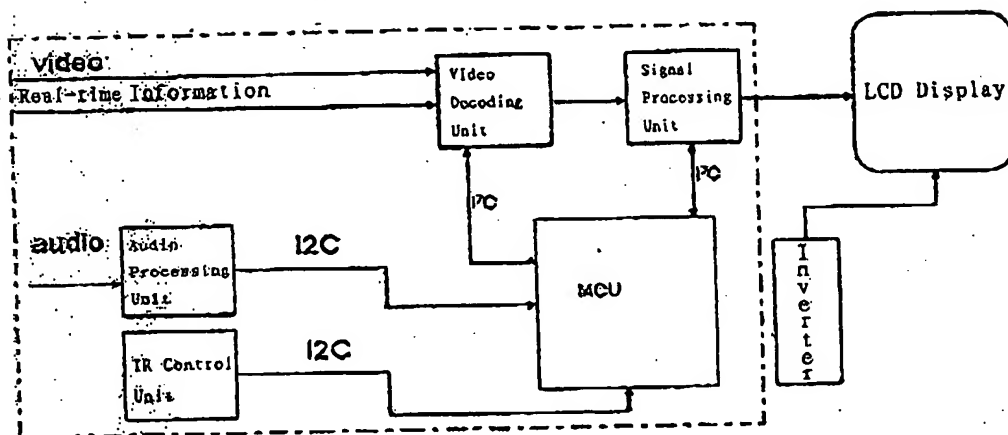 video
Real-time Information
Video
Decoding
Unit
Signal
Processing
Unit
LCD Display
I²C
I²C
audio
Audio
Processing
Unit
I2C
MCU
Inverter
IR Control
Unit
I2C